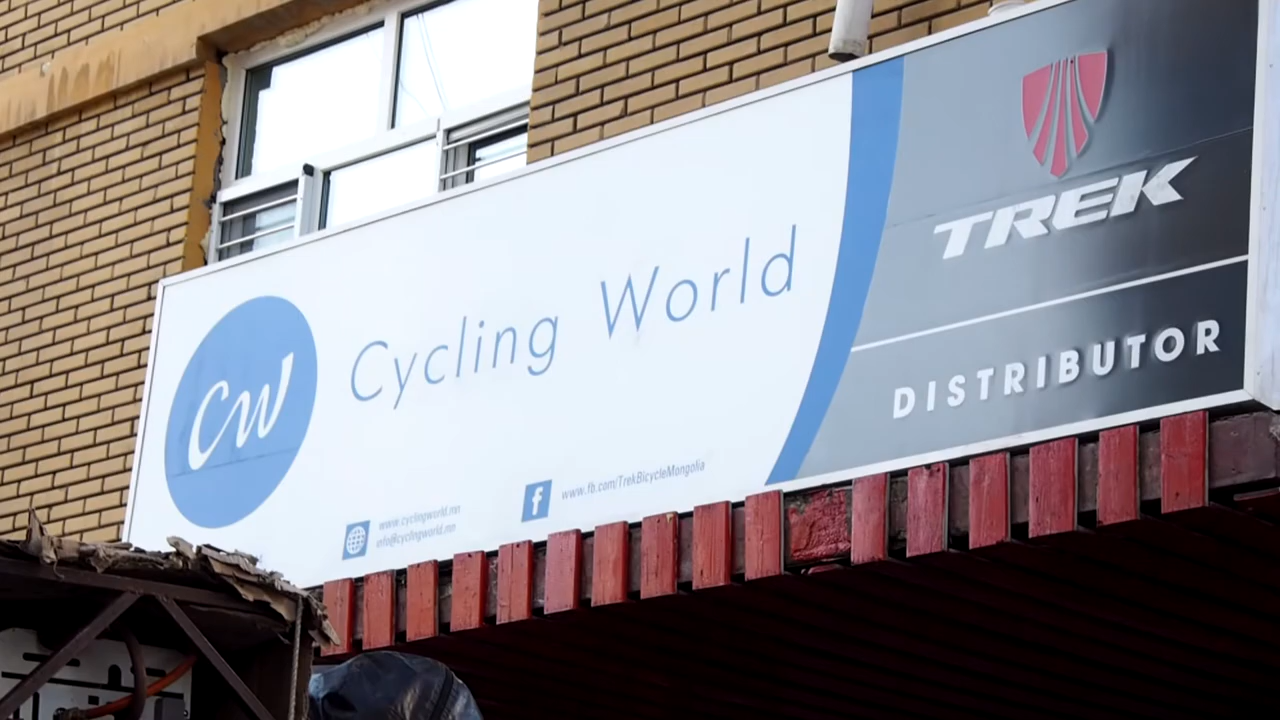 CW
Cycling World
www.cyclingworld.mn
info@cyclingworld.mn
f
www.fb.com/TrekBicycleMongolia
TREK
DISTRIBUTOR